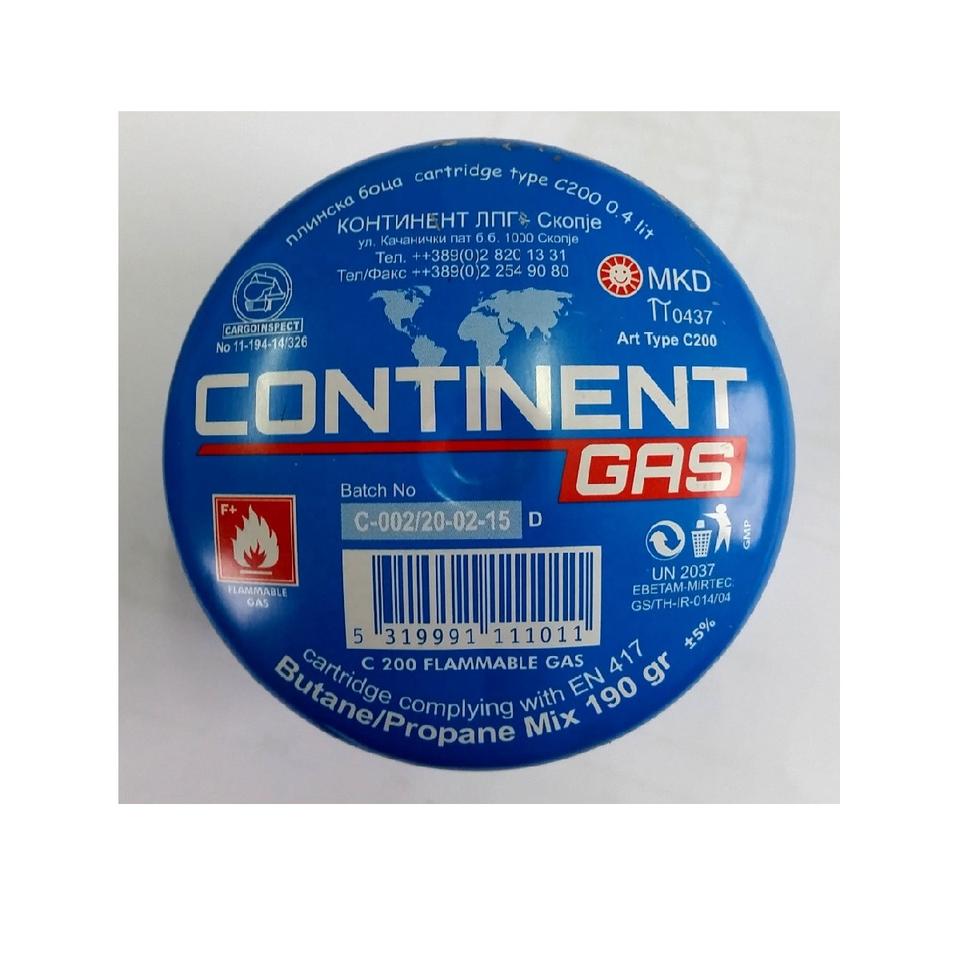 плинска боца cartridge type C200 0.4 lit
КОНТИНЕНТ ЛПГ - Скопје
ул. Качанички пат б.б. 1000 Скопје
Тел. ++389(0)2 820 13 31
Тел/Факс ++389(0)2 254 90 80
CARGOINSPECT
No 11-194-14/326
MKD
0437
Art Type C200
CONTINENT
GAS
Batch No
C-002/20-02-15 D
F+
FLAMMABLE
GAS
GMP
UN 2037
EBETAM-MIRTEC.
GS/TH-IR-014/04
5 319991 111011
C 200 FLAMMABLE GAS
cartridge complying with EN 417
Butane/Propane Mix 190 gr ±5%